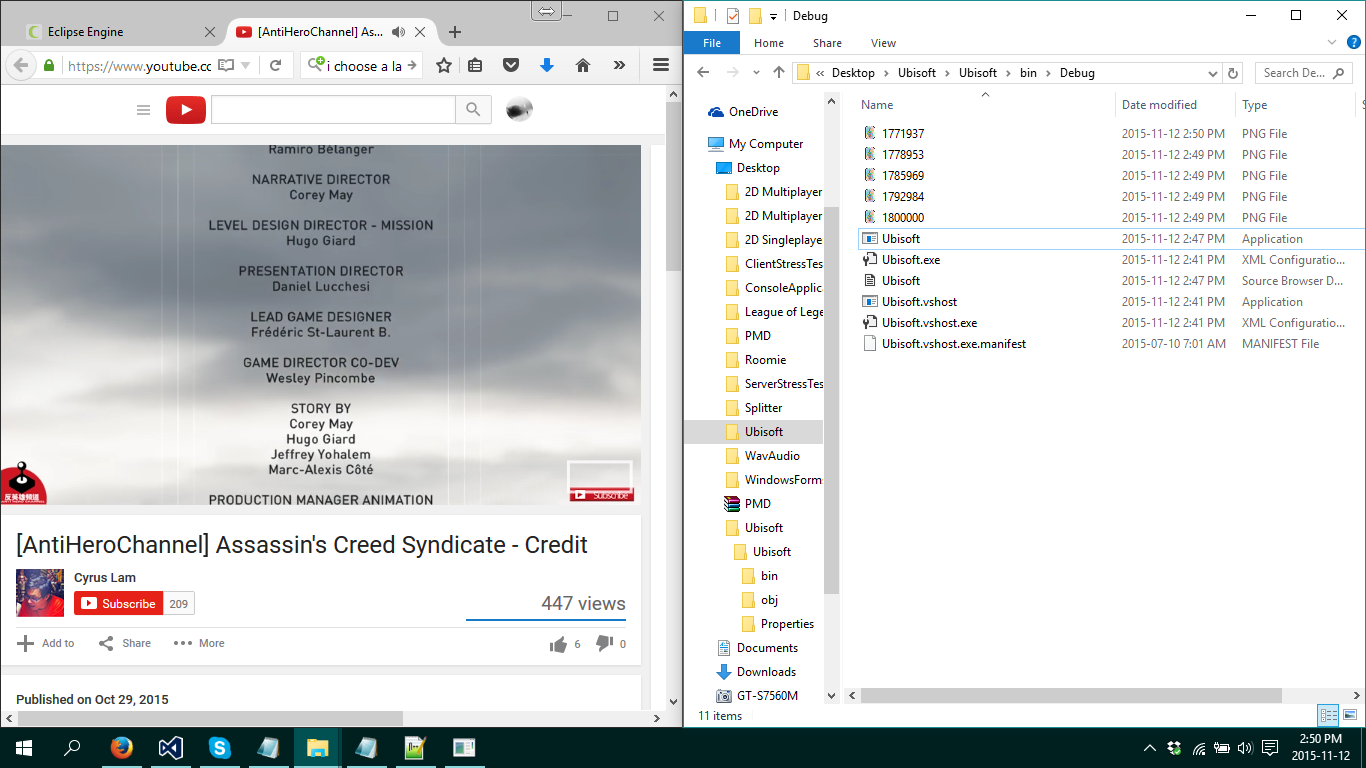 Eclipse Engine
[AntiHeroChannel] As...
https://www.youtube.cc
i choose a la
Ramiro Bélanger
NARRATIVE DIRECTOR
Corey May
LEVEL DESIGN DIRECTOR - MISSION
Hugo Giard
PRESENTATION DIRECTOR
Daniel Lucchesi
LEAD GAME DESIGNER
Frédéric St-Laurent B.
GAME DIRECTOR CO-DEV
Wesley Pincombe
STORY BY
Corey May
Hugo Giard
Jeffrey Yohalem
Marc-Alexis Côté
PRODUCTION MANAGER ANIMATION
反英雄頻道
Subscribe
[AntiHeroChannel] Assassin's Creed Syndicate - Credit
Cyrus Lam
Subscribe 209
447 views
Add to Share More 6 0
Published on Oct 29, 2015
Debug
File Home Share View
« Desktop Ubisoft Ubisoft bin Debug
Search De...
OneDrive
My Computer
Desktop
2D Multiplayer
2D Multiplayer
2D Singleplaye
ClientStressTes
ConsoleApplica
League of Lege
PMD
Roomie
ServerStressTes
Splitter
Ubisoft
WavAudio
WindowsForms
PMD
Ubisoft
Ubisoft
bin
obj
Properties
Documents
Downloads
GT-S7560M
Name Date modified Type S
1771937 2015-11-12 2:50 PM PNG File
1778953 2015-11-12 2:49 PM PNG File
1785969 2015-11-12 2:49 PM PNG File
1792984 2015-11-12 2:49 PM PNG File
1800000 2015-11-12 2:49 PM PNG File
Ubisoft 2015-11-12 2:47 PM Application
Ubisoft.exe 2015-11-12 2:41 PM XML Configuratio...
Ubisoft 2015-11-12 2:47 PM Source Browser D...
Ubisoft.vshost 2015-11-12 2:41 PM Application
Ubisoft.vshost.exe 2015-11-12 2:41 PM XML Configuratio...
Ubisoft.vshost.exe.manifest 2015-07-10 7:01 AM MANIFEST File
11 items
2:50 PM
2015-11-12